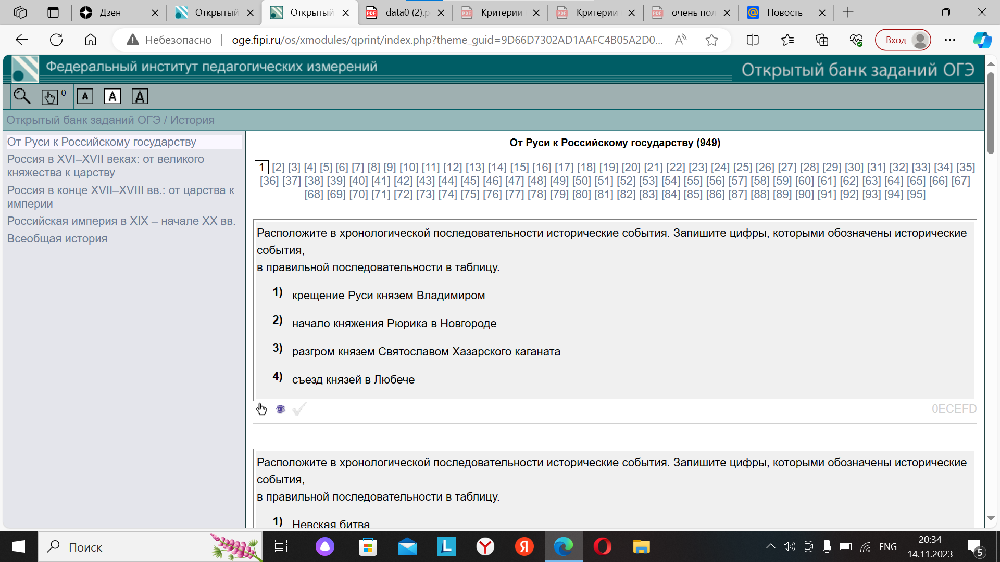 Дзен
Открытый
Открытый
data0 (2).p
Критерии
Критерии
очень пол
Новость
Небезопасно
oge.fipi.ru/os/xmodules/qprint/index.php?theme_guid=9D66D7302AD1AAFC4B05A2D0...
Вход
Федеральный институт педагогических измерений
Открытый банк заданий ОГЭ
0
А А А
Открытый банк заданий ОГЭ / История
От Руси к Российскому государству
Россия в XVI–XVII веках: от великого
княжества к царству
Россия в конце XVII–XVIII вв.: от царства к
империи
Российская империя в XIX – начале XX вв.
Всеобщая история
От Руси к Российскому государству (949)
1 [2] [3] [4] [5] [6] [7] [8] [9] [10] [11] [12] [13] [14] [15] [16] [17] [18] [19] [20] [21] [22] [23] [24] [25] [26] [27] [28] [29] [30] [31] [32] [33] [34] [35]
[36] [37] [38] [39] [40] [41] [42] [43] [44] [45] [46] [47] [48] [49] [50] [51] [52] [53] [54] [55] [56] [57] [58] [59] [60] [61] [62] [63] [64] [65] [66] [67]
[68] [69] [70] [71] [72] [73] [74] [75] [76] [77] [78] [79] [80] [81] [82] [83] [84] [85] [86] [87] [88] [89] [90] [91] [92] [93] [94] [95]
Расположите в хронологической последовательности исторические события. Запишите цифры, которыми обозначены исторические
события,
в правильной последовательности в таблицу.
1) крещение Руси князем Владимиром
2) начало княжения Рюрика в Новгороде
3) разгром князем Святославом Хазарского каганата
4) съезд князей в Любече
0ECEFD
Расположите в хронологической последовательности исторические события. Запишите цифры, которыми обозначены исторические
события,
в правильной последовательности в таблицу.
1) Невская битва
Поиск
ENG
20:34
14.11.2023
5